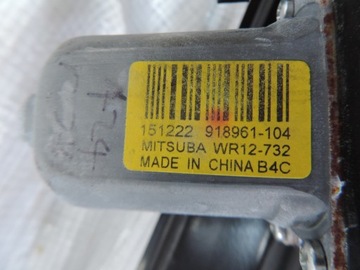 151222 918961-104
MITSUBA WR12-732
MADE IN CHINA B4C